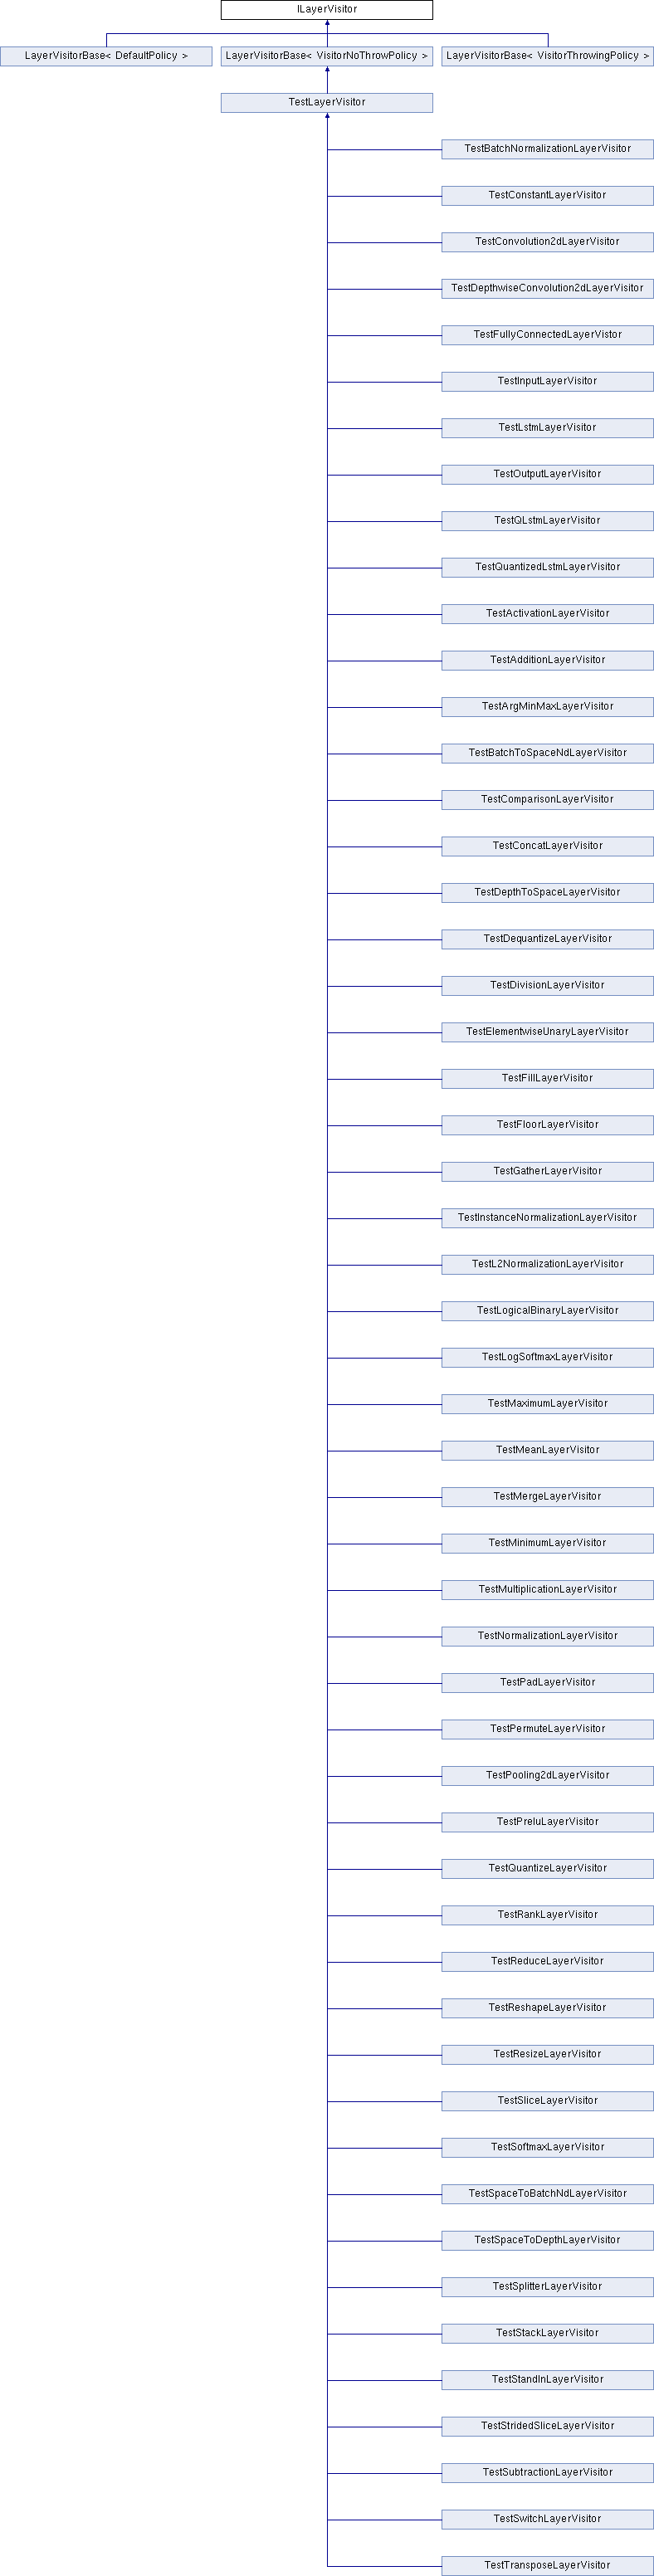 ILayerVisitor
LayerVisitorBase< DefaultPolicy >
LayerVisitorBase< VisitorNoThrowPolicy >
LayerVisitorBase< VisitorThrowingPolicy >
TestLayerVisitor
TestBatchNormalizationLayerVisitor
TestConstantLayerVisitor
TestConvolution2dLayerVisitor
TestDepthwiseConvolution2dLayerVisitor
TestFullyConnectedLayerVistor
TestInputLayerVisitor
TestLstmLayerVisitor
TestOutputLayerVisitor
TestQLstmLayerVisitor
TestQuantizedLstmLayerVisitor
TestActivationLayerVisitor
TestAdditionLayerVisitor
TestArgMinMaxLayerVisitor
TestBatchToSpaceNdLayerVisitor
TestComparisonLayerVisitor
TestConcatLayerVisitor
TestDepthToSpaceLayerVisitor
TestDequantizeLayerVisitor
TestDivisionLayerVisitor
TestElementwiseUnaryLayerVisitor
TestFillLayerVisitor
TestFloorLayerVisitor
TestGatherLayerVisitor
TestInstanceNormalizationLayerVisitor
TestL2NormalizationLayerVisitor
TestLogicalBinaryLayerVisitor
TestLogSoftmaxLayerVisitor
TestMaximumLayerVisitor
TestMeanLayerVisitor
TestMergeLayerVisitor
TestMinimumLayerVisitor
TestMultiplicationLayerVisitor
TestNormalizationLayerVisitor
TestPadLayerVisitor
TestPermuteLayerVisitor
TestPooling2dLayerVisitor
TestPreluLayerVisitor
TestQuantizeLayerVisitor
TestRankLayerVisitor
TestReduceLayerVisitor
TestReshapeLayerVisitor
TestResizeLayerVisitor
TestSliceLayerVisitor
TestSoftmaxLayerVisitor
TestSpaceToBatchNdLayerVisitor
TestSpaceToDepthLayerVisitor
TestSplitterLayerVisitor
TestStackLayerVisitor
TestStandInLayerVisitor
TestStridedSliceLayerVisitor
TestSubtractionLayerVisitor
TestSwitchLayerVisitor
TestTransposeLayerVisitor